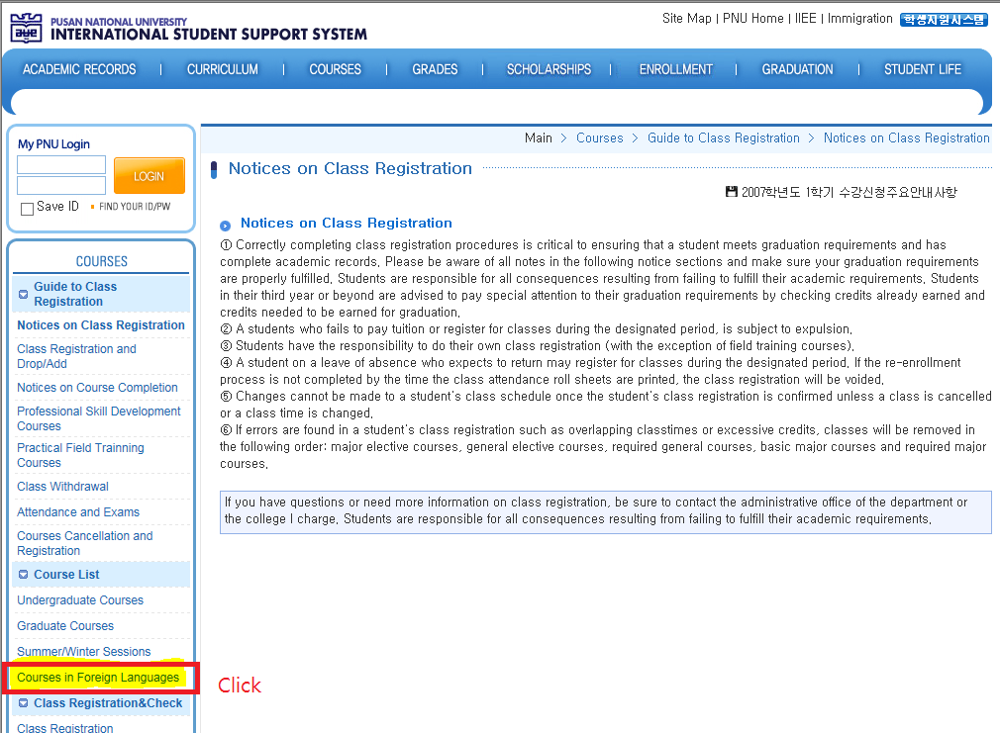 PUSAN NATIONAL UNIVERSITY
INTERNATIONAL STUDENT SUPPORT SYSTEM
Site Map | PNU Home | IIEE | Immigration 학생지원시스템
ACADEMIC RECORDS | CURRICULUM | COURSES | GRADES | SCHOLARSHIPS | ENROLLMENT | GRADUATION | STUDENT LIFE
My PNU Login
LOGIN
Save ID FIND YOUR ID/PW
COURSES
Guide to Class
Registration
Notices on Class Registration
Class Registration and
Drop/Add
Notices on Course Completion
Professional Skill Development
Courses
Practical Field Trainning
Courses
Class Withdrawal
Attendance and Exams
Courses Cancellation and
Registration
Course List
Undergraduate Courses
Graduate Courses
Summer/Winter Sessions
Courses in Foreign Languages
Class Registration&Check
Class Registration
Main > Courses > Guide to Class Registration > Notices on Class Registration
Notices on Class Registration
2007학년도 1학기 수강신청주요안내사항
Notices on Class Registration
① Correctly completing class registration procedures is critical to ensuring that a student meets graduation requirements and has
complete academic records. Please be aware of all notes in the following notice sections and make sure your graduation requirements
are properly fulfilled. Students are responsible for all consequences resulting from failing to fulfill their academic requirements. Students
in their third year or beyond are advised to pay special attention to their graduation requirements by checking credits already earned and
credits needed to be earned for graduation.
② A students who fails to pay tuition or register for classes during the designated period, is subject to expulsion.
③ Students have the responsibility to do their own class registration (with the exception of field training courses).
④ A student on a leave of absence who expects to return may register for classes during the designated period. If the re-enrollment
process is not completed by the time the class attendance roll sheets are printed, the class registration will be voided.
⑤ Changes cannot be made to a student's class schedule once the student's class registration is confirmed unless a class is cancelled
or a class time is changed.
⑥ If errors are found in a student's class registration such as overlapping classtimes or excessive credits, classes will be removed in
the following order: major elective courses, general elective courses, required general courses, basic major courses and required major
courses.
If you have questions or need more information on class registration, be sure to contact the administrative office of the department or
the college I charge. Students are responsible for all consequences resulting from failing to fulfill their academic requirements.
Click